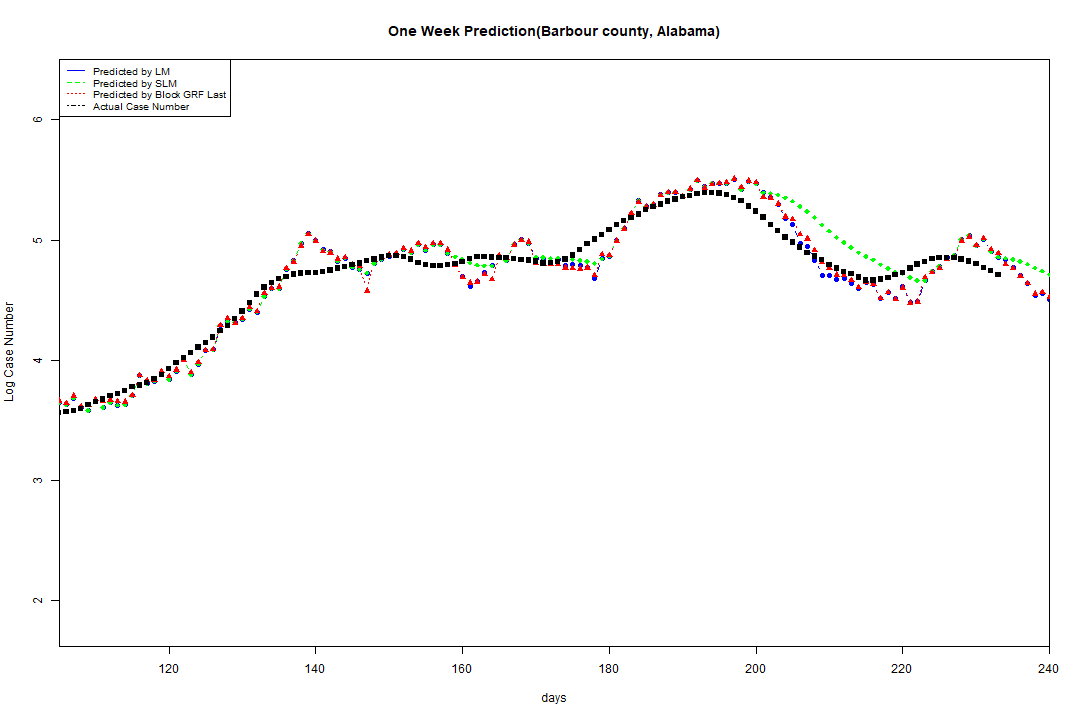 One Week Prediction(Barbour county, Alabama)
Predicted by LM
Predicted by SLM
Predicted by Block GRF Last
Actual Case Number
6
5
4
3
2
Log Case Number
120 140 160 180 200 220 240
days